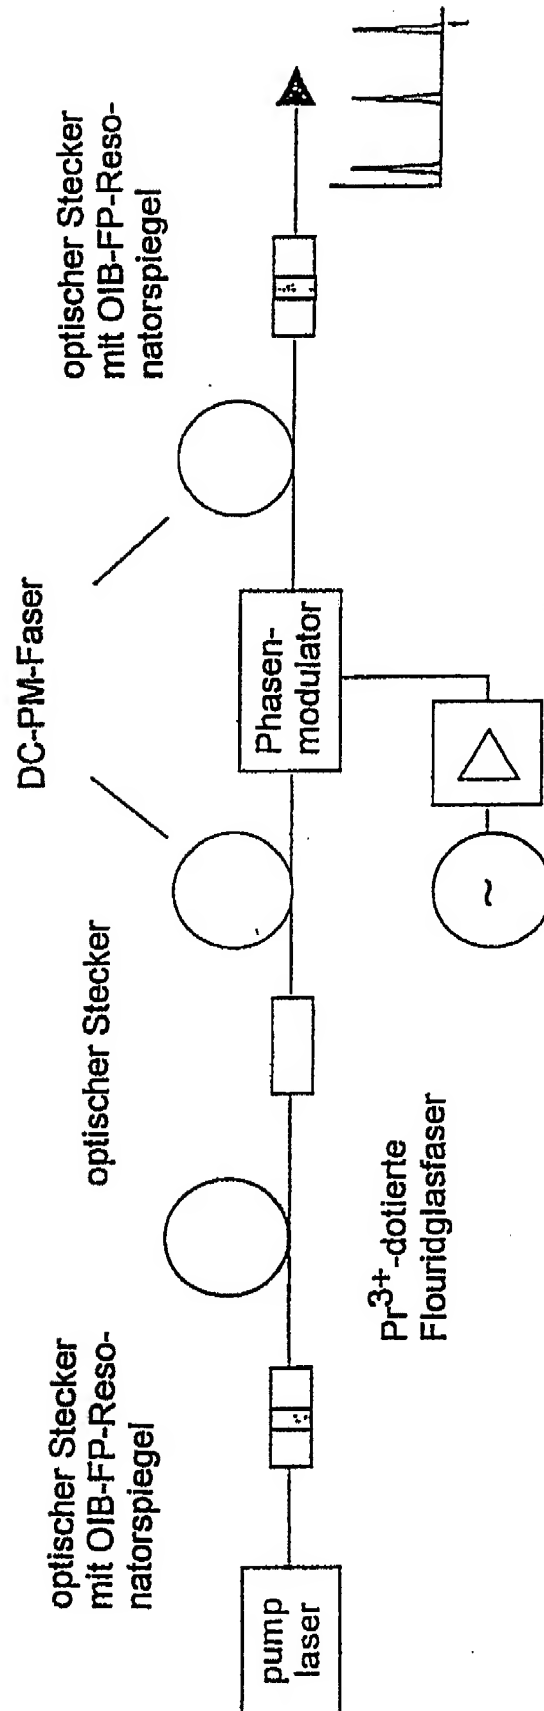 pump
laser
optischer Stecker
mit OIB-FP-Reso-
natorspiegel
Pr3+-dotierte
Flouridglasfaser
optischer Stecker
DC-PM-Faser
Phasen-
modulator
~
optischer Stecker
mit OIB-FP-Reso-
natorspiegel
t